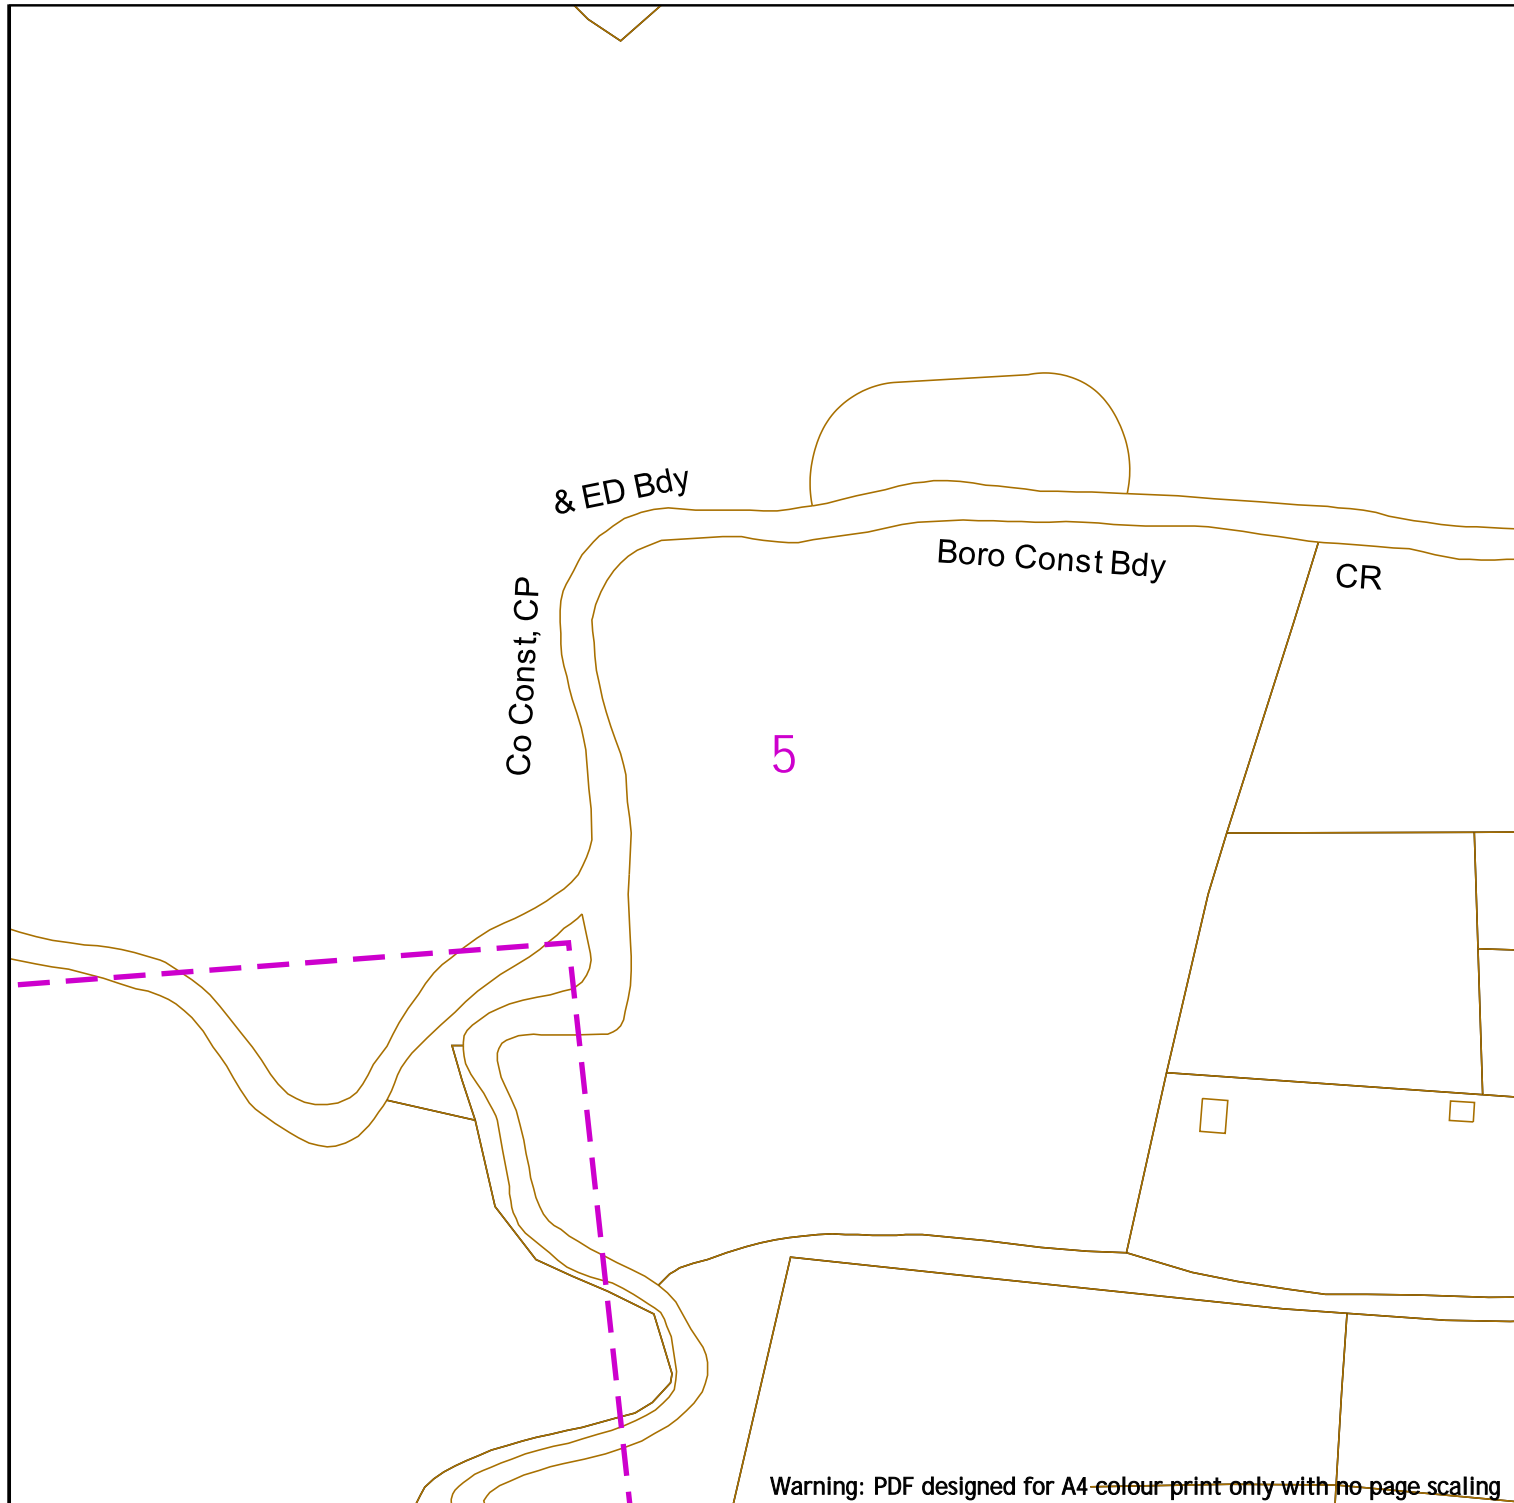 & ED Bdy
Boro Const Bdy
CR
Co Const, CP
5
Warning: PDF designed for A4 colour print only with no page scaling